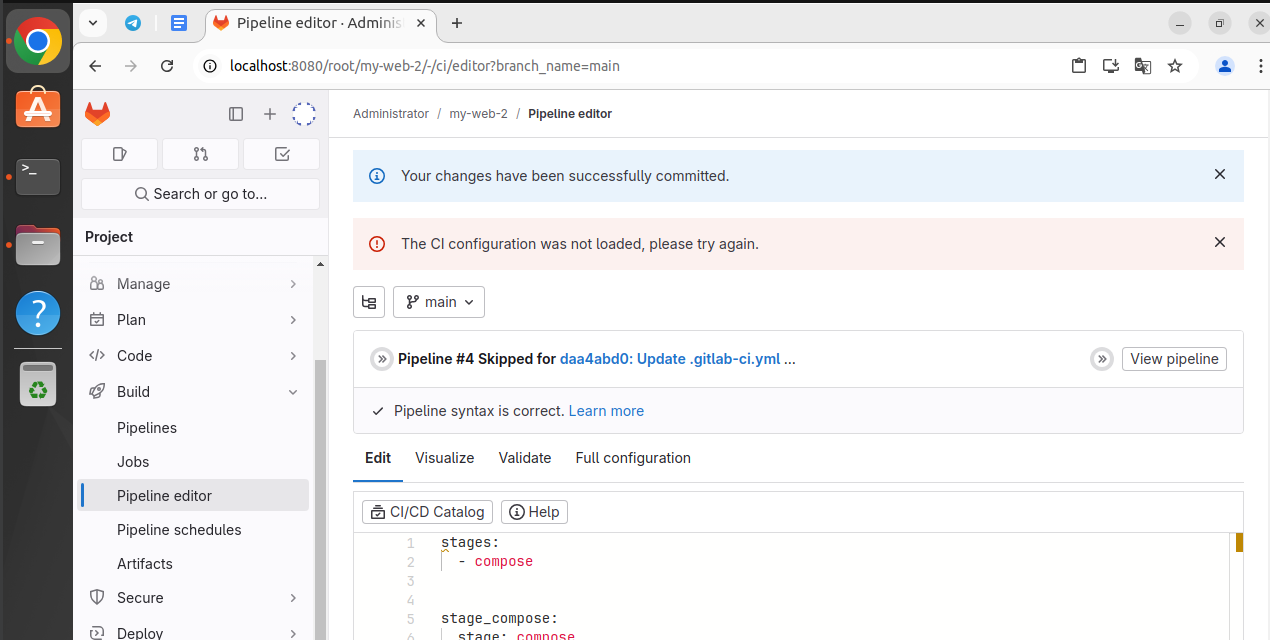 Pipeline editor · Adminis
localhost:8080/root/my-web-2/-/ci/editor?branch_name=main
Search or go to...
Project
Manage
Plan
Code
Build
Pipelines
Jobs
Pipeline editor
Pipeline schedules
Artifacts
Secure
Deploy
Administrator / my-web-2 / Pipeline editor
Your changes have been successfully committed.
The CI configuration was not loaded, please try again.
main
Pipeline #4 Skipped for daa4abd0: Update .gitlab-ci.yml ...
View pipeline
Pipeline syntax is correct. Learn more
Edit Visualize Validate Full configuration
CI/CD Catalog Help
1 stages:
2 - compose
3
4
5 stage_compose:
6 stage: compose